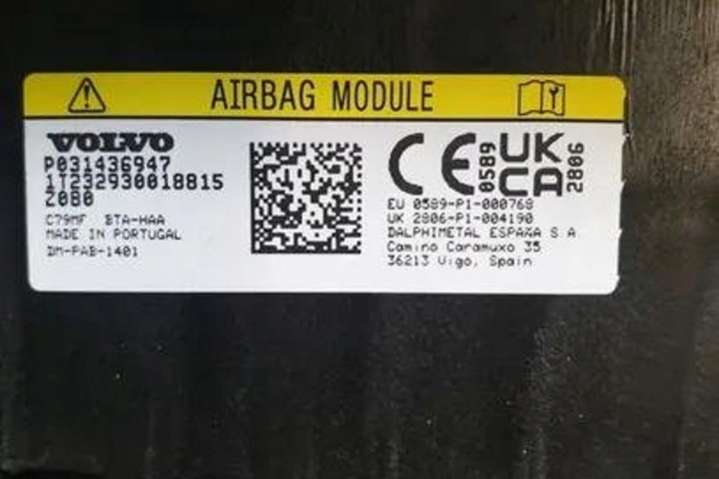 AIRBAG MODULE
VOLVO
P031436947
1T232930018815
Z080
C79MF BTA-HAA
MADE IN PORTUGAL
DM-PAB-1401
CE 0589
UK
CA 2806
EU 0589-P1-000768
UK 2806-P1-004190
DALPHIMETAL ESPAÑA S A
Camino Caramuxo 35
36213 Vigo, Spain